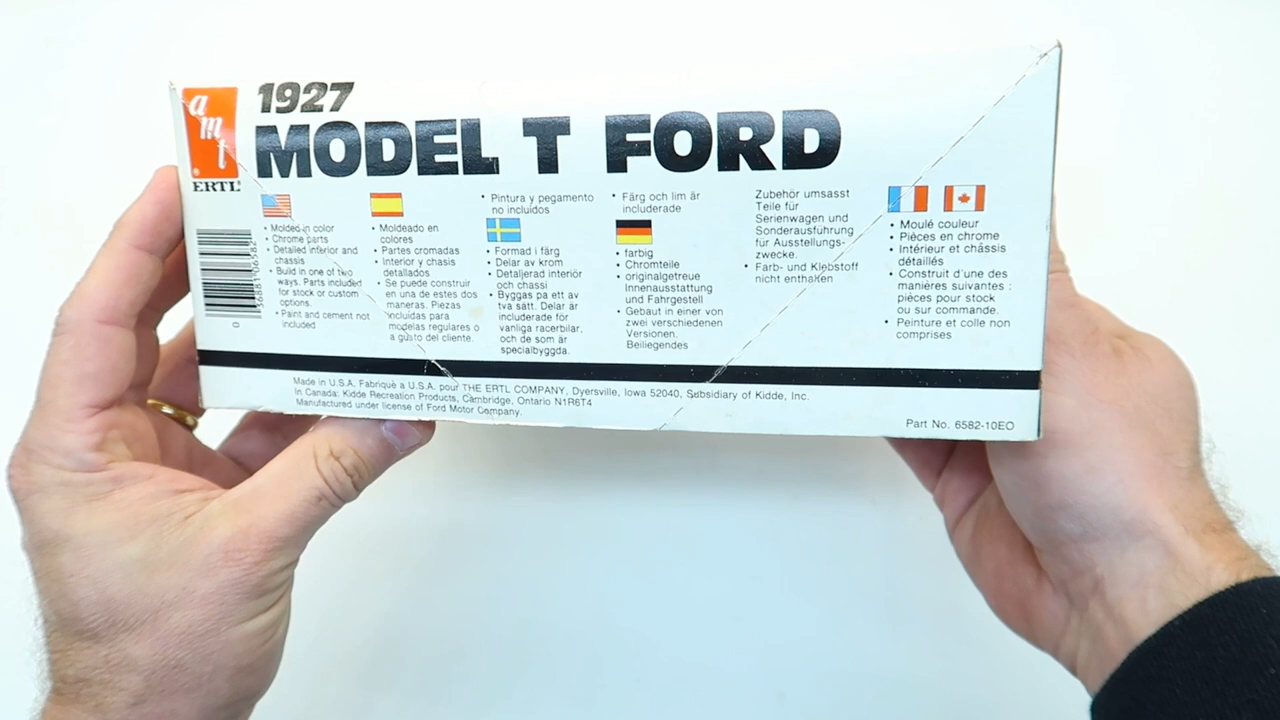 amt
ERTL®
1927
MODEL T FORD
• Molded in color
• Chrome parts
• Detailed interior and
chassis
• Build in one of two
ways. Parts included
for stock or custom
options.
• Paint and cement not
included
• Moldeado en
colores
• Partes cromadas
• Interior y chasis
detallados
• Se puede construir
en una de estes dos
maneras. Piezas
incluidas para
modelas regulares o
a gusto del cliente.
• Pintura y pegamento
no incluidos
• Formad i färg
• Delar av krom
• Detaljerad interiör
och chassi
• Byggas pa ett av
tva sätt. Delar är
includerade för
vanliga racerbilar.
och de som är
specialbyggda.
• Färg och lim är
includerade
• farbig
• Chromteile
• originalgetreue
Innenausstattung
und Fahrgestell
• Gebaut in einer von
zwei verschiedenen
Versionen.
Beiliegendes
Zubehör umsasst
Teile für
Serienwagen und
Sonderausführung
für Ausstellungs-
zwecke.
• Farb- und Klebstoff
nicht enthalten
• Moulé couleur
• Pièces en chrome
• Intérieur et châssis
détaillés
• Construit d'une des
manières suivantes :
pièces pour stock
ou sur commande.
• Peinture et colle non
comprises
36881 06582
0
Made in U.S.A. Fabriqué a U.S.A. pour THE ERTL COMPANY, Dyersville, Iowa 52040, Subsidiary of Kidde, Inc.
In Canada: Kidde Recreation Products, Cambridge, Ontario N1R6T4
Manufactured under license of Ford Motor Company.
Part No. 6582-10EO